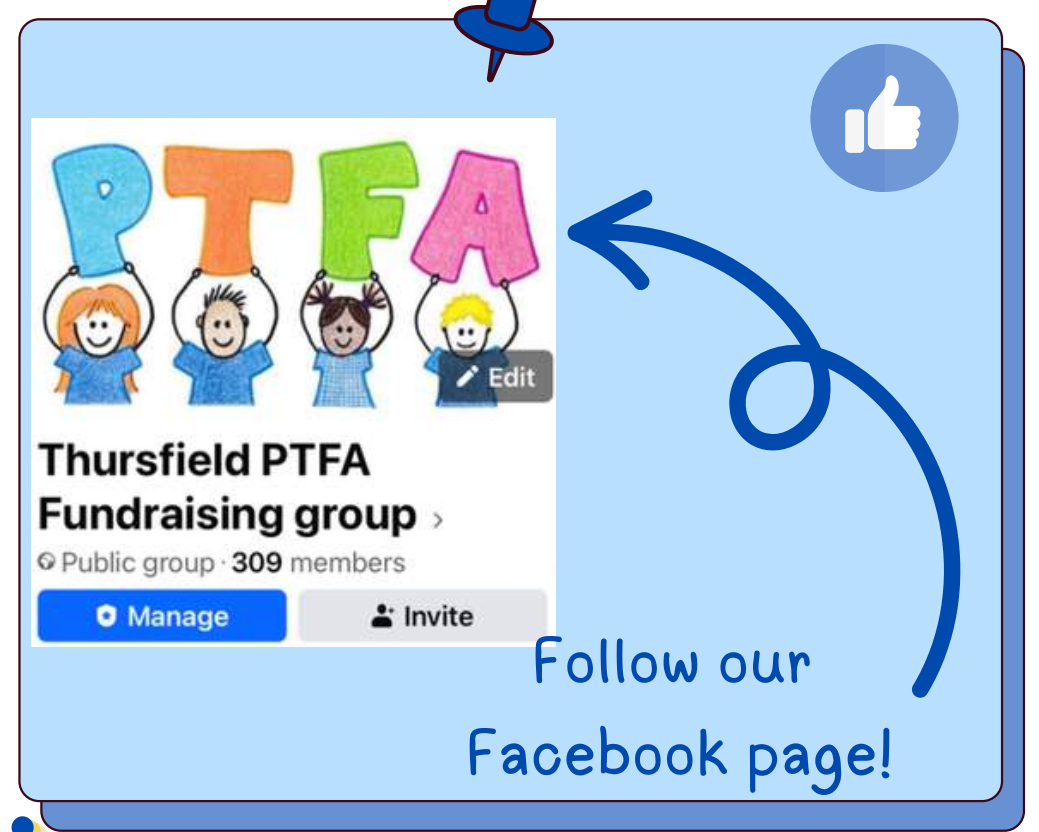 PTFA
Edit
Thursfield PTFA
Fundraising group ›
Public group · 309 members
Manage
Invite
Follow our
Facebook page!